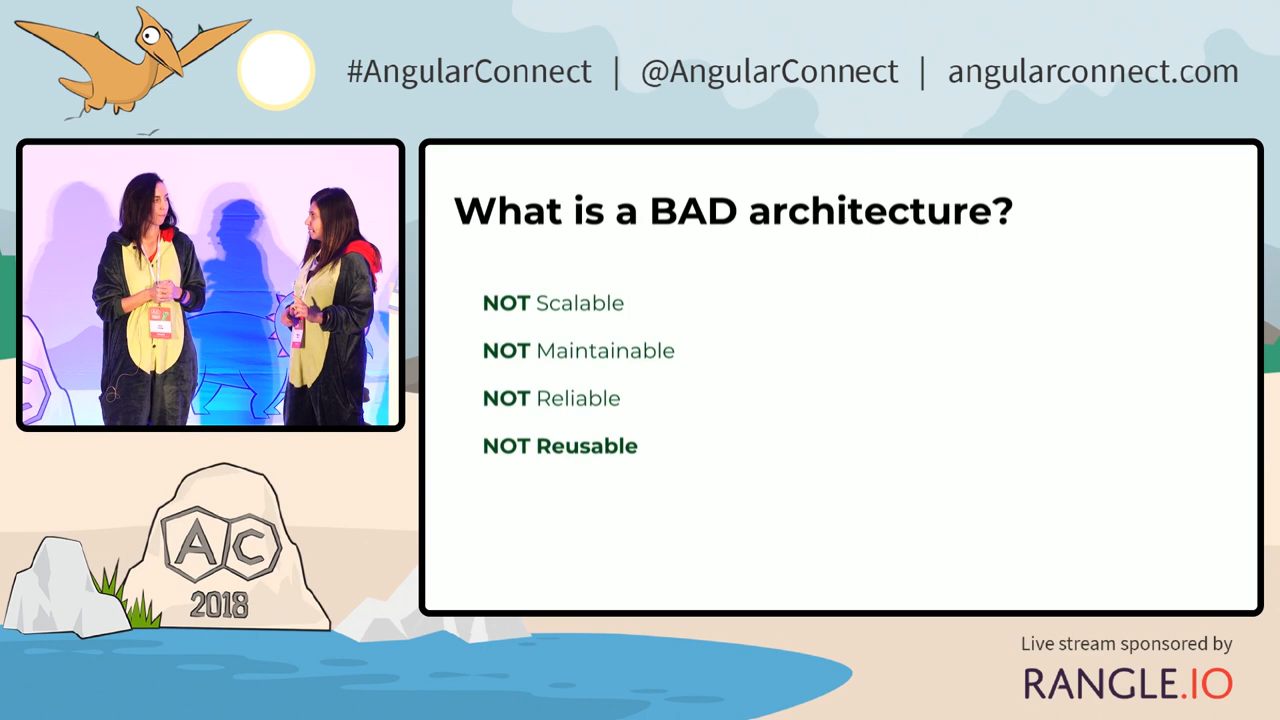 #AngularConnect | @AngularConnect | angularconnect.com
What is a BAD architecture?
NOT Scalable
NOT Maintainable
NOT Reliable
NOT Reusable
AC
2018
Live stream sponsored by
RANGLE.IO